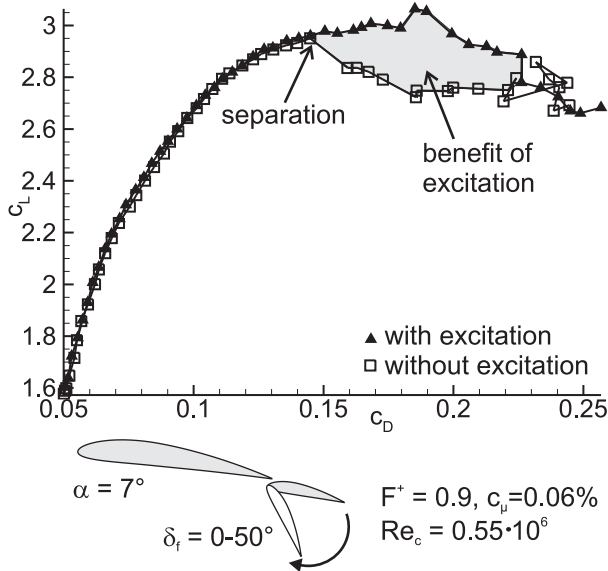 3
2.8
2.6
2.4
2.2
2
1.8
1.6
c_L
separation
benefit of
excitation
with excitation
without excitation
0.05
0.1
0.15
0.2
0.25
c_D
α = 7°
δ_f = 0-50°
F⁺ = 0.9, c_μ=0.06%
Re_c = 0.55·10⁶